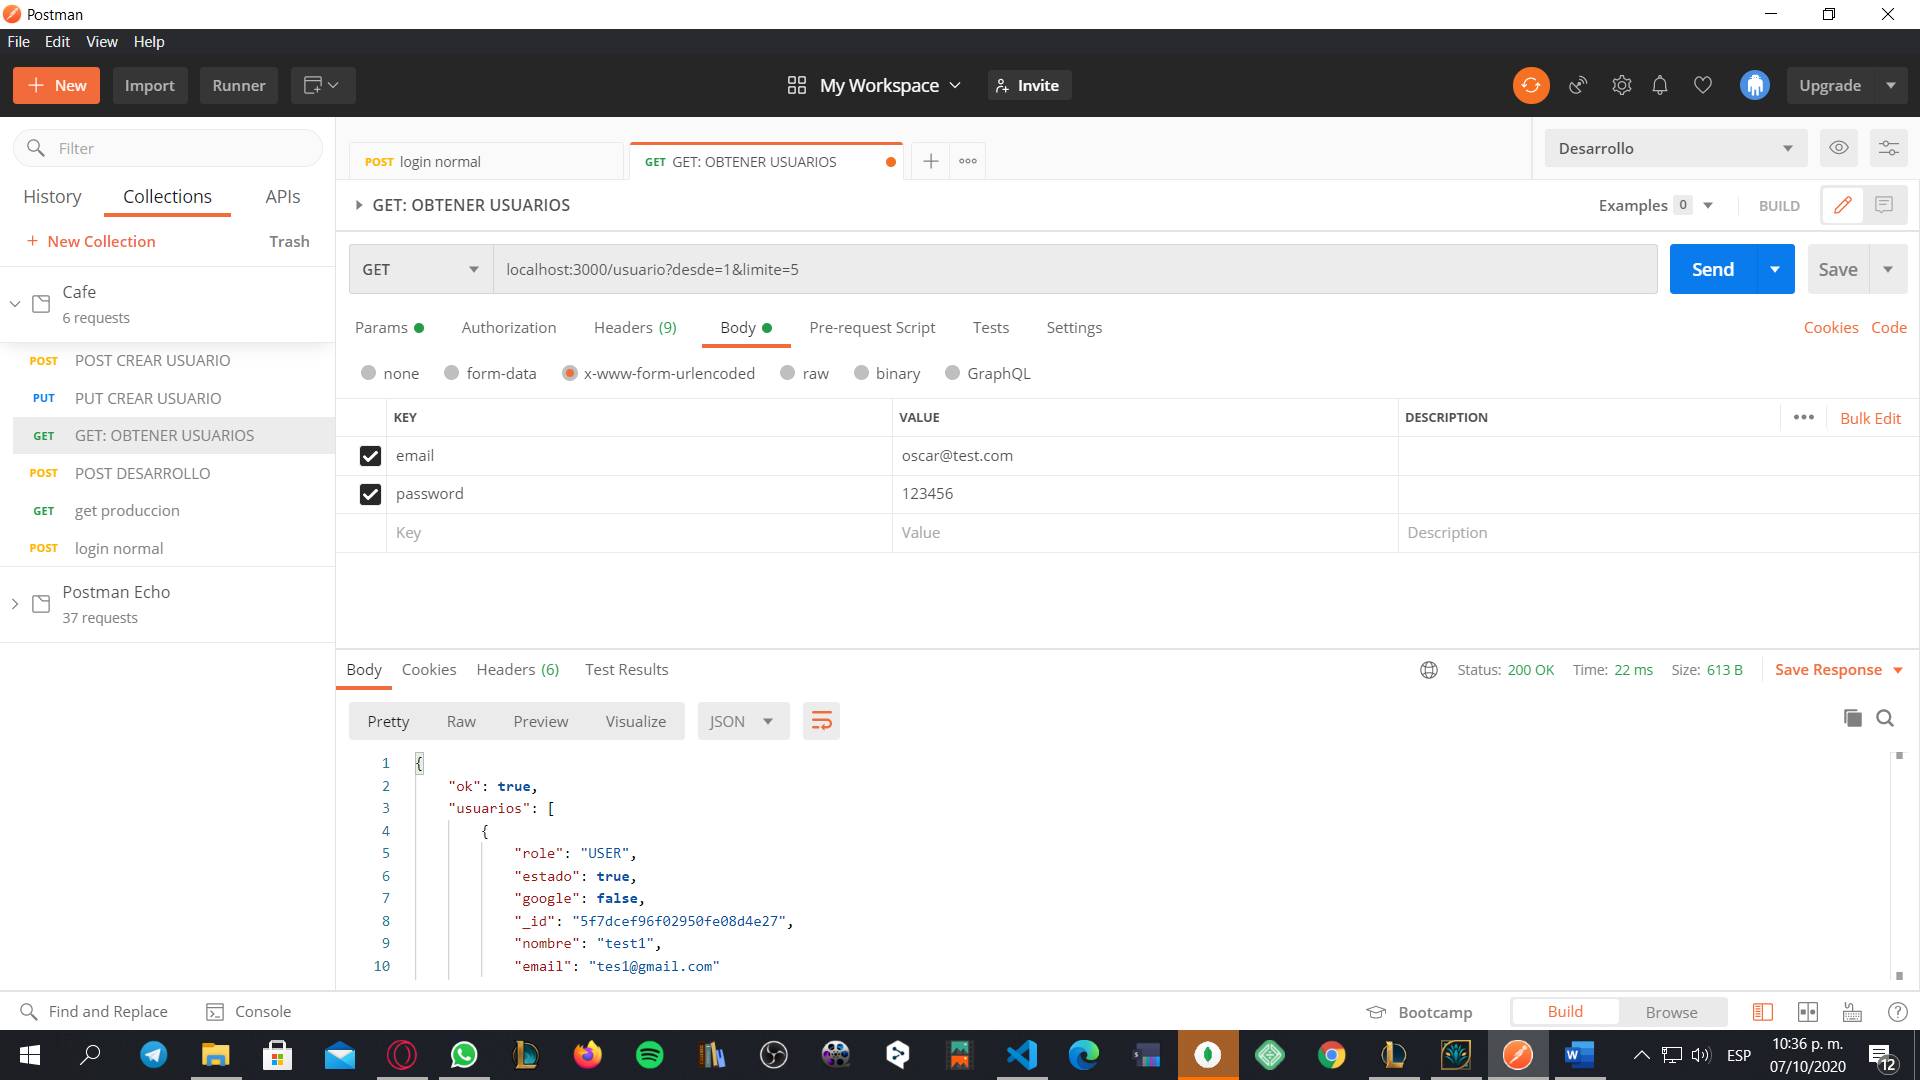 Postman
File Edit View Help
New Import Runner My Workspace Invite Upgrade
Filter
History Collections APIs
+ New Collection Trash
Cafe
6 requests
POST POST CREAR USUARIO
PUT PUT CREAR USUARIO
GET GET: OBTENER USUARIOS
POST POST DESARROLLO
GET get produccion
POST login normal
Postman Echo
37 requests
POST login normal GET GET: OBTENER USUARIOS Desarrollo
GET: OBTENER USUARIOS Examples 0 BUILD
GET localhost:3000/usuario?desde=1&limite=5 Send Save
Params Authorization Headers (9) Body Pre-request Script Tests Settings Cookies Code
none form-data x-www-form-urlencoded raw binary GraphQL
KEY VALUE DESCRIPTION Bulk Edit
email oscar@test.com
password 123456
Key Value Description
Body Cookies Headers (6) Test Results Status: 200 OK Time: 22 ms Size: 613 B Save Response
Pretty Raw Preview Visualize JSON
1 {
2 "ok": true,
3 "usuarios": [
4 {
5 "role": "USER",
6 "estado": true,
7 "google": false,
8 "_id": "5f7dcef96f02950fe08d4e27",
9 "nombre": "test1",
10 "email": "tes1@gmail.com"
Find and Replace Console Bootcamp Build Browse
ESP 10:36 p. m.
07/10/2020 12